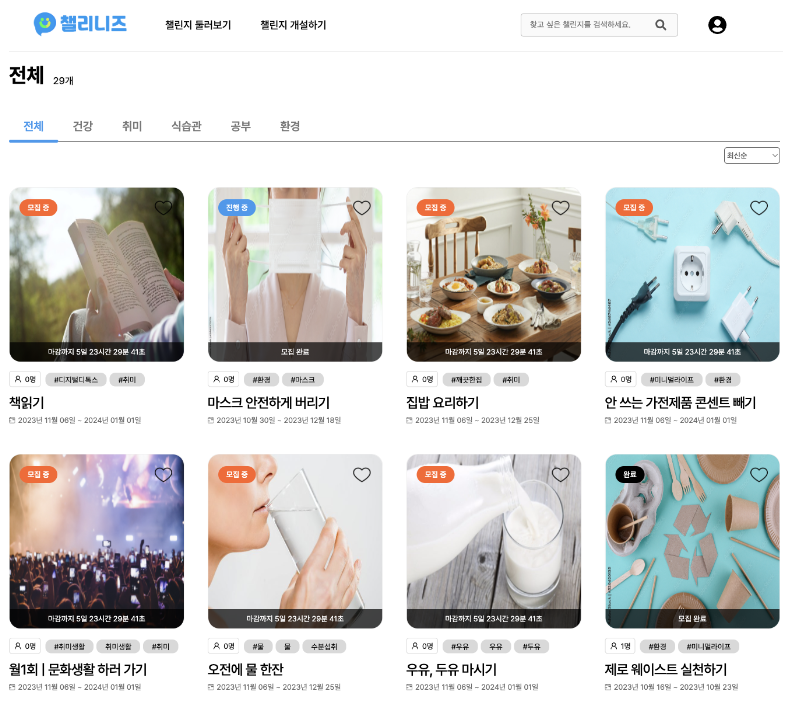 챌리니즈 챌린지 둘러보기 챌린지 개설하기 찾고 싶은 챌린지를 검색하세요.
전체 29개
전체 건강 취미 식습관 공부 환경
최신순
모집 중 진행 중 모집 중 모집 중
마감까지 5일 23시간 29분 41초 모집 완료 마감까지 5일 23시간 29분 41초 마감까지 5일 23시간 29분 41초
0명 #디지털디톡스 #취미 0명 #환경 #마스크 0명 #깨끗한집 #취미 0명 #미니멀라이프 #환경
책읽기 마스크 안전하게 버리기 집밥 요리하기 안 쓰는 가전제품 콘센트 빼기
2023년 11월 06일 ~ 2024년 01월 01일 2023년 10월 30일 ~ 2023년 12월 18일 2023년 11월 06일 ~ 2023년 12월 25일 2023년 11월 06일 ~ 2024년 01월 01일
모집 중 모집 중 모집 중 완료
마감까지 5일 23시간 29분 41초 마감까지 5일 23시간 29분 41초 마감까지 5일 23시간 29분 41초 모집 완료
0명 #취미생활 취미생활 #취미 0명 #물 물 수분섭취 0명 #우유 우유 #두유 1명 #환경 #미니멀라이프
월1회 | 문화생활 하러 가기 오전에 물 한잔 우유, 두유 마시기 제로 웨이스트 실천하기
2023년 11월 06일 ~ 2024년 01월 01일 2023년 11월 06일 ~ 2023년 12월 25일 2023년 11월 06일 ~ 2024년 01월 01일 2023년 10월 16일 ~ 2023년 10월 23일